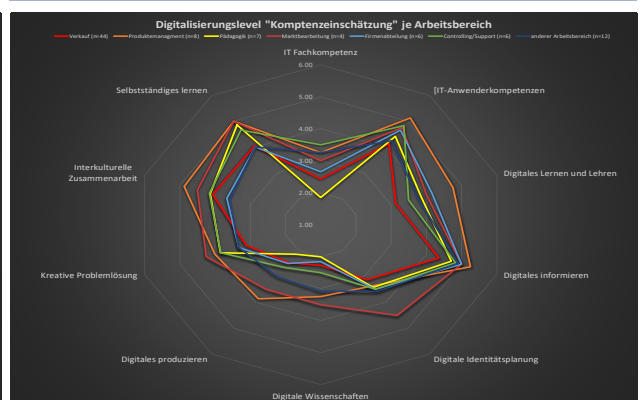 Digitalisierungslevel "Komptenzeinschätzung" je Arbeitsbereich
Verkauf (n=44) Produktemanagment (n=8) Pädagogik (n=7) Marktbearbeitung (n=4) Firmenabteilung (n=6) Controlling/Support (n=6) anderer Arbeitsbereich (n=12)
IT Fachkompetenz
6.00
5.00
4.00
3.00
2.00
1.00
[IT-Anwenderkompetenzen
Digitales Lernen und Lehren
Digitales informieren
Digitale Identitätsplanung
Digitale Wissenschaften
Digitales produzieren
Kreative Problemlösung
Interkulturelle
Zusammenarbeit
Selbstständiges lernen